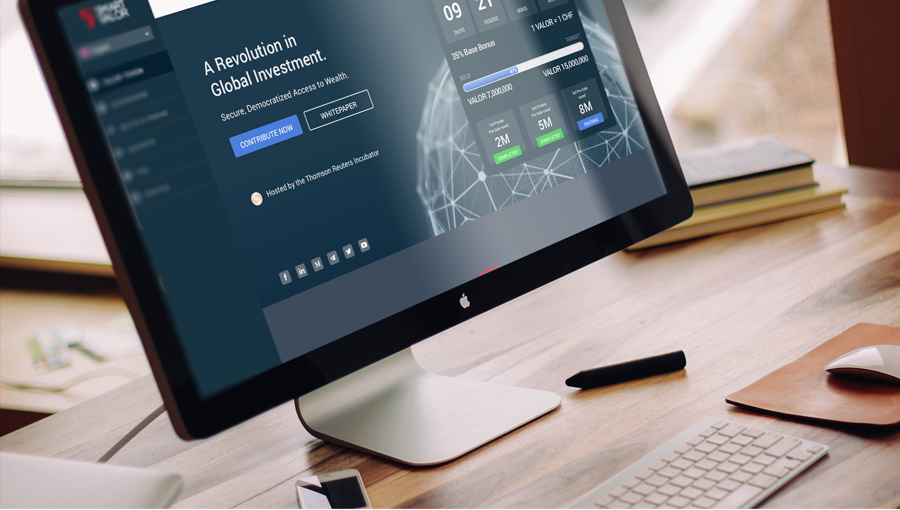 SMART
VALOR
A Revolution in
Global Investment.
Secure, Democratized Access to Wealth.
CONTRIBUTE NOW
WHITEPAPER
Hosted by the Thomson Reuters Incubator
09
DAYS
21
HOURS
MINS
35% Base Bonus
1 VALOR = 1 CHF
SOLD
TARGET
47%
VALOR 7,000,000
VALOR 15,000,000
2M
COMPLETED
5M
COMPLETED
8M
ONGOING